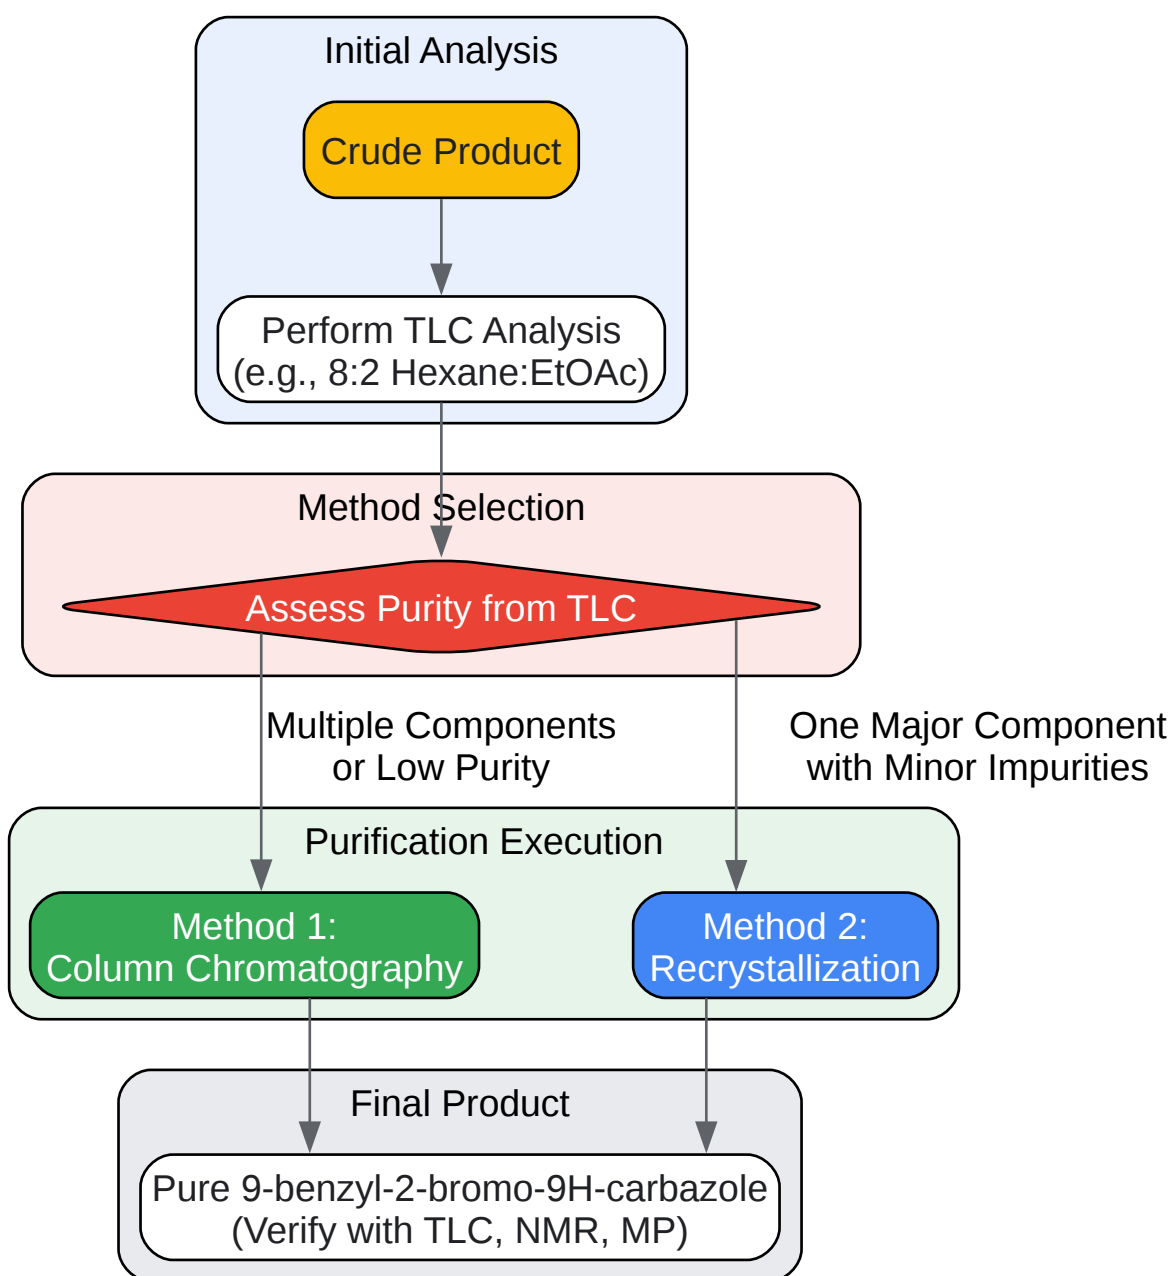 Initial Analysis
Crude Product
Perform TLC Analysis
(e.g., 8:2 Hexane:EtOAc)
Method Selection
Assess Purity from TLC
Multiple Components
or Low Purity
One Major Component
with Minor Impurities
Purification Execution
Method 1:
Column Chromatography
Method 2:
Recrystallization
Final Product
Pure 9-benzyl-2-bromo-9H-carbazole
(Verify with TLC, NMR, MP)